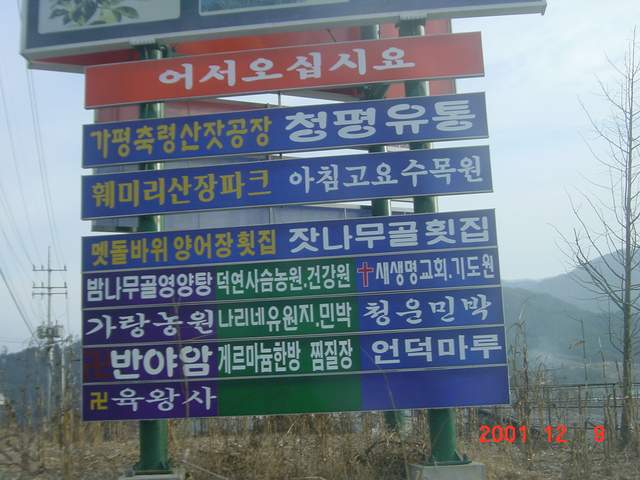 어서오십시요
가평축령산잣공장 청평유통
훼미리산장파크 아침고요수목원
멧돌바위양어장횟집 잣나무골횟집
밤나무골영양탕 덕연사슴농원.건강원 새생명교회.기도원
가랑농원 나리네유원지.민박 청운민박
반야암 게르마늄한방 찜질장 언덕마루
육왕사
2001 12 9